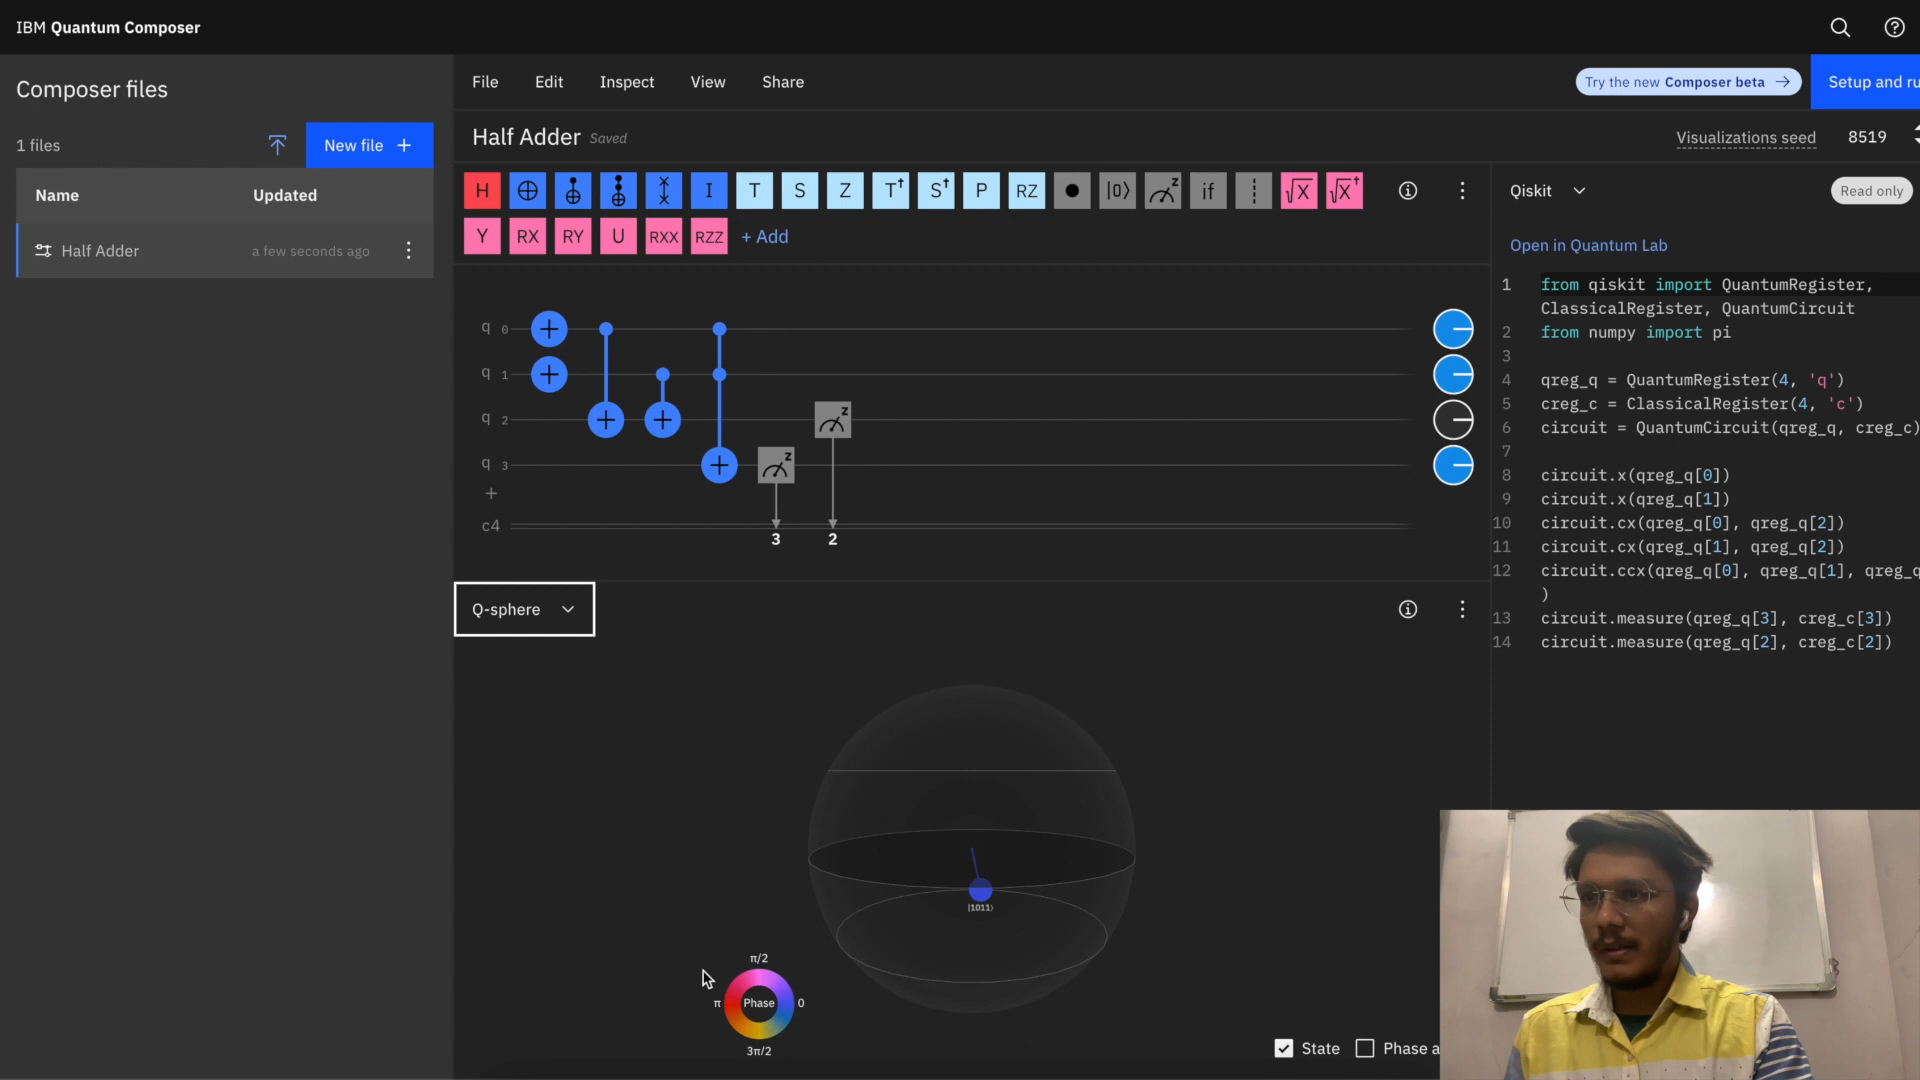 IBM Quantum Composer
Composer files
1 files
New file +
Name Updated
Half Adder a few seconds ago
File Edit Inspect View Share
Try the new Composer beta →
Setup and ru
Half Adder Saved
Visualizations seed 8519
H I T S Z T† S† P RZ |0⟩ z if √X √X†
Y RX RY U RXX RZZ + Add
q 0
q 1
q 2 z
q 3 z
+
c4
3 2
Q-sphere
|1011⟩
π/2
π Phase 0
3π/2
State Phase a
Qiskit
Read only
Open in Quantum Lab
1 from qiskit import QuantumRegister,
ClassicalRegister, QuantumCircuit
2 from numpy import pi
3
4 qreg_q = QuantumRegister(4, 'q')
5 creg_c = ClassicalRegister(4, 'c')
6 circuit = QuantumCircuit(qreg_q, creg_c)
7
8 circuit.x(qreg_q[0])
9 circuit.x(qreg_q[1])
10 circuit.cx(qreg_q[0], qreg_q[2])
11 circuit.cx(qreg_q[1], qreg_q[2])
12 circuit.ccx(qreg_q[0], qreg_q[1], qreg_q
)
13 circuit.measure(qreg_q[3], creg_c[3])
14 circuit.measure(qreg_q[2], creg_c[2])